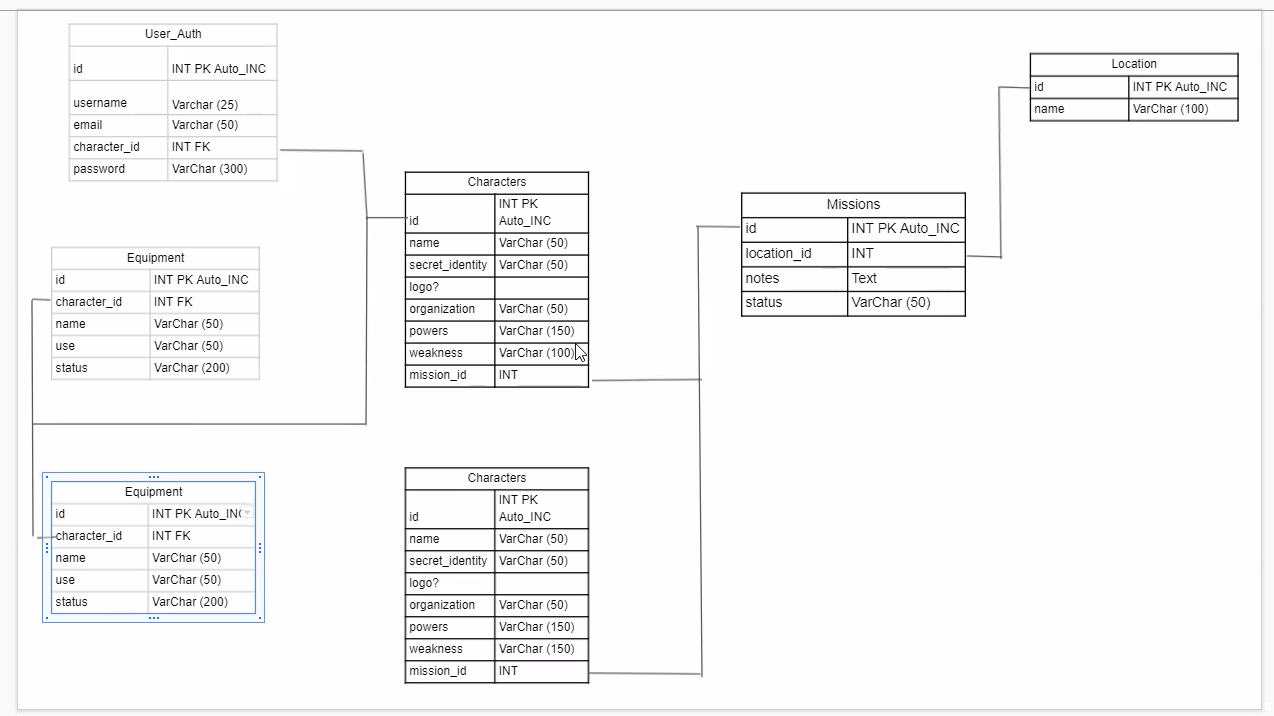 User_Auth
id INT PK Auto_INC
username Varchar (25)
email Varchar (50)
character_id INT FK
password VarChar (300)
Equipment
id INT PK Auto_INC
character_id INT FK
name VarChar (50)
use VarChar (50)
status VarChar (200)
Equipment
id INT PK Auto_IN
character_id INT FK
name VarChar (50)
use VarChar (50)
status VarChar (200)
Characters
INT PK
id Auto_INC
name VarChar (50)
secret_identity VarChar (50)
logo?
organization VarChar (50)
powers VarChar (150)
weakness VarChar (100)
mission_id INT
Characters
INT PK
id Auto_INC
name VarChar (50)
secret_identity VarChar (50)
logo?
organization VarChar (50)
powers VarChar (150)
weakness VarChar (150)
mission_id INT
Missions
id INT PK Auto_INC
location_id INT
notes Text
status VarChar (50)
Location
id INT PK Auto_INC
name VarChar (100)